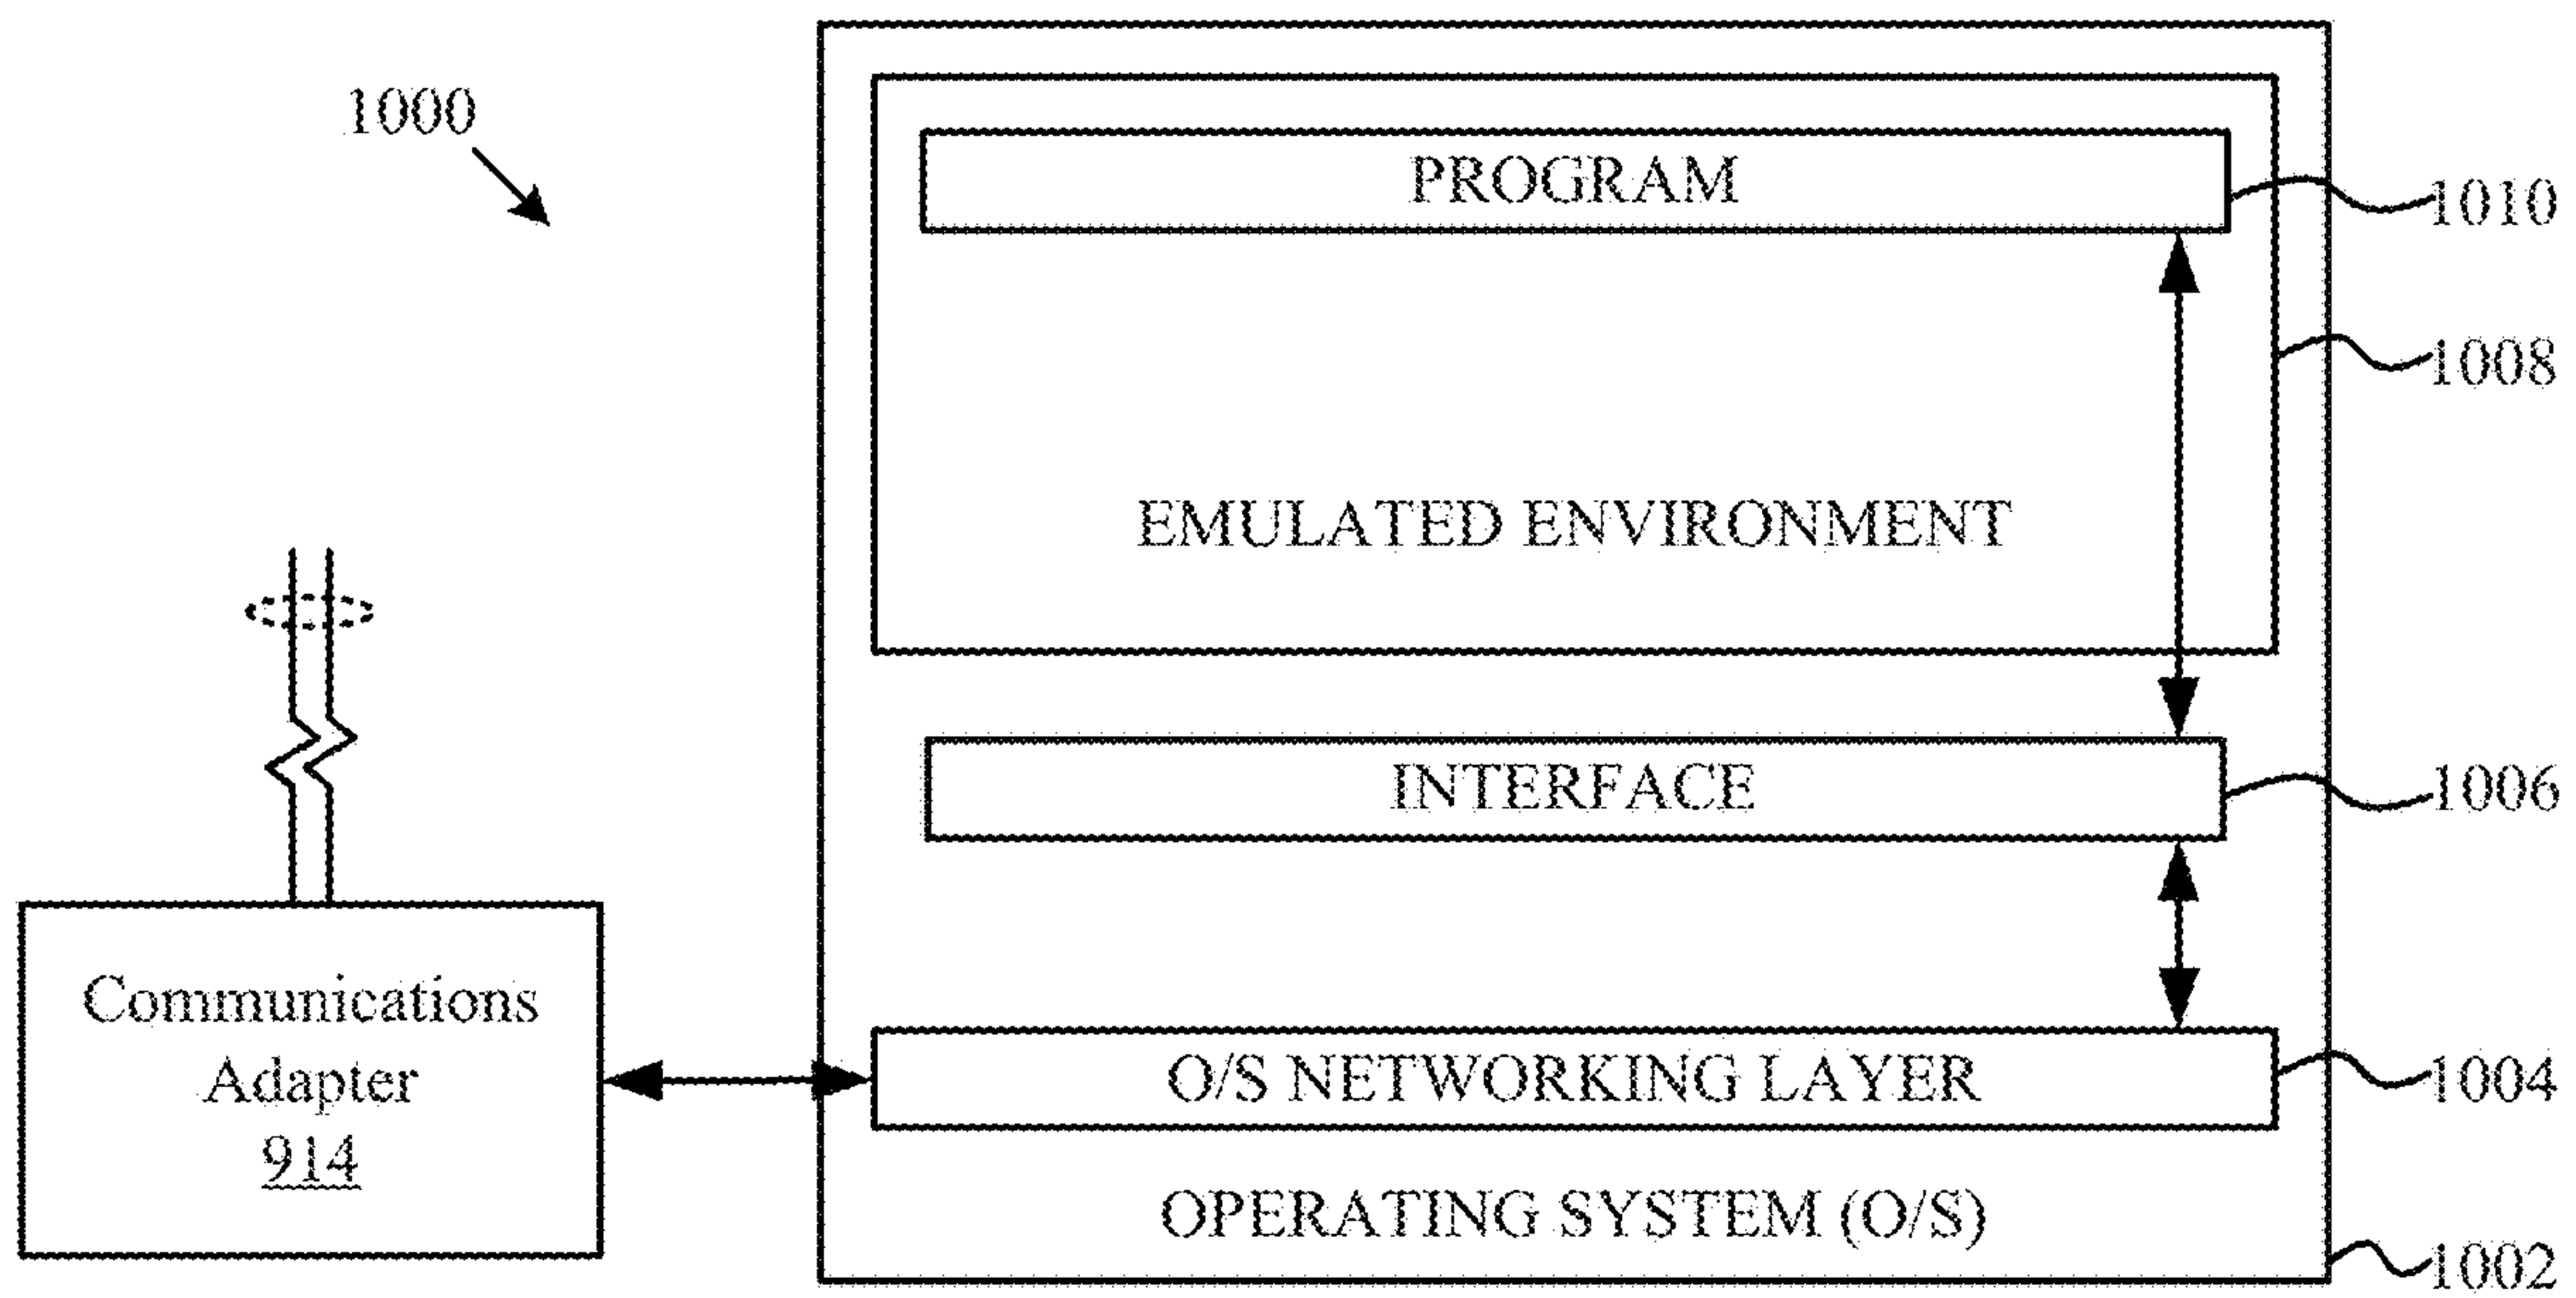 1000
PROGRAM
1010
1008
EMULATED ENVIRONMENT
INTERFACE
1006
Communications
Adapter
914
O/S NETWORKING LAYER
1004
OPERATING SYSTEM (O/S)
1002